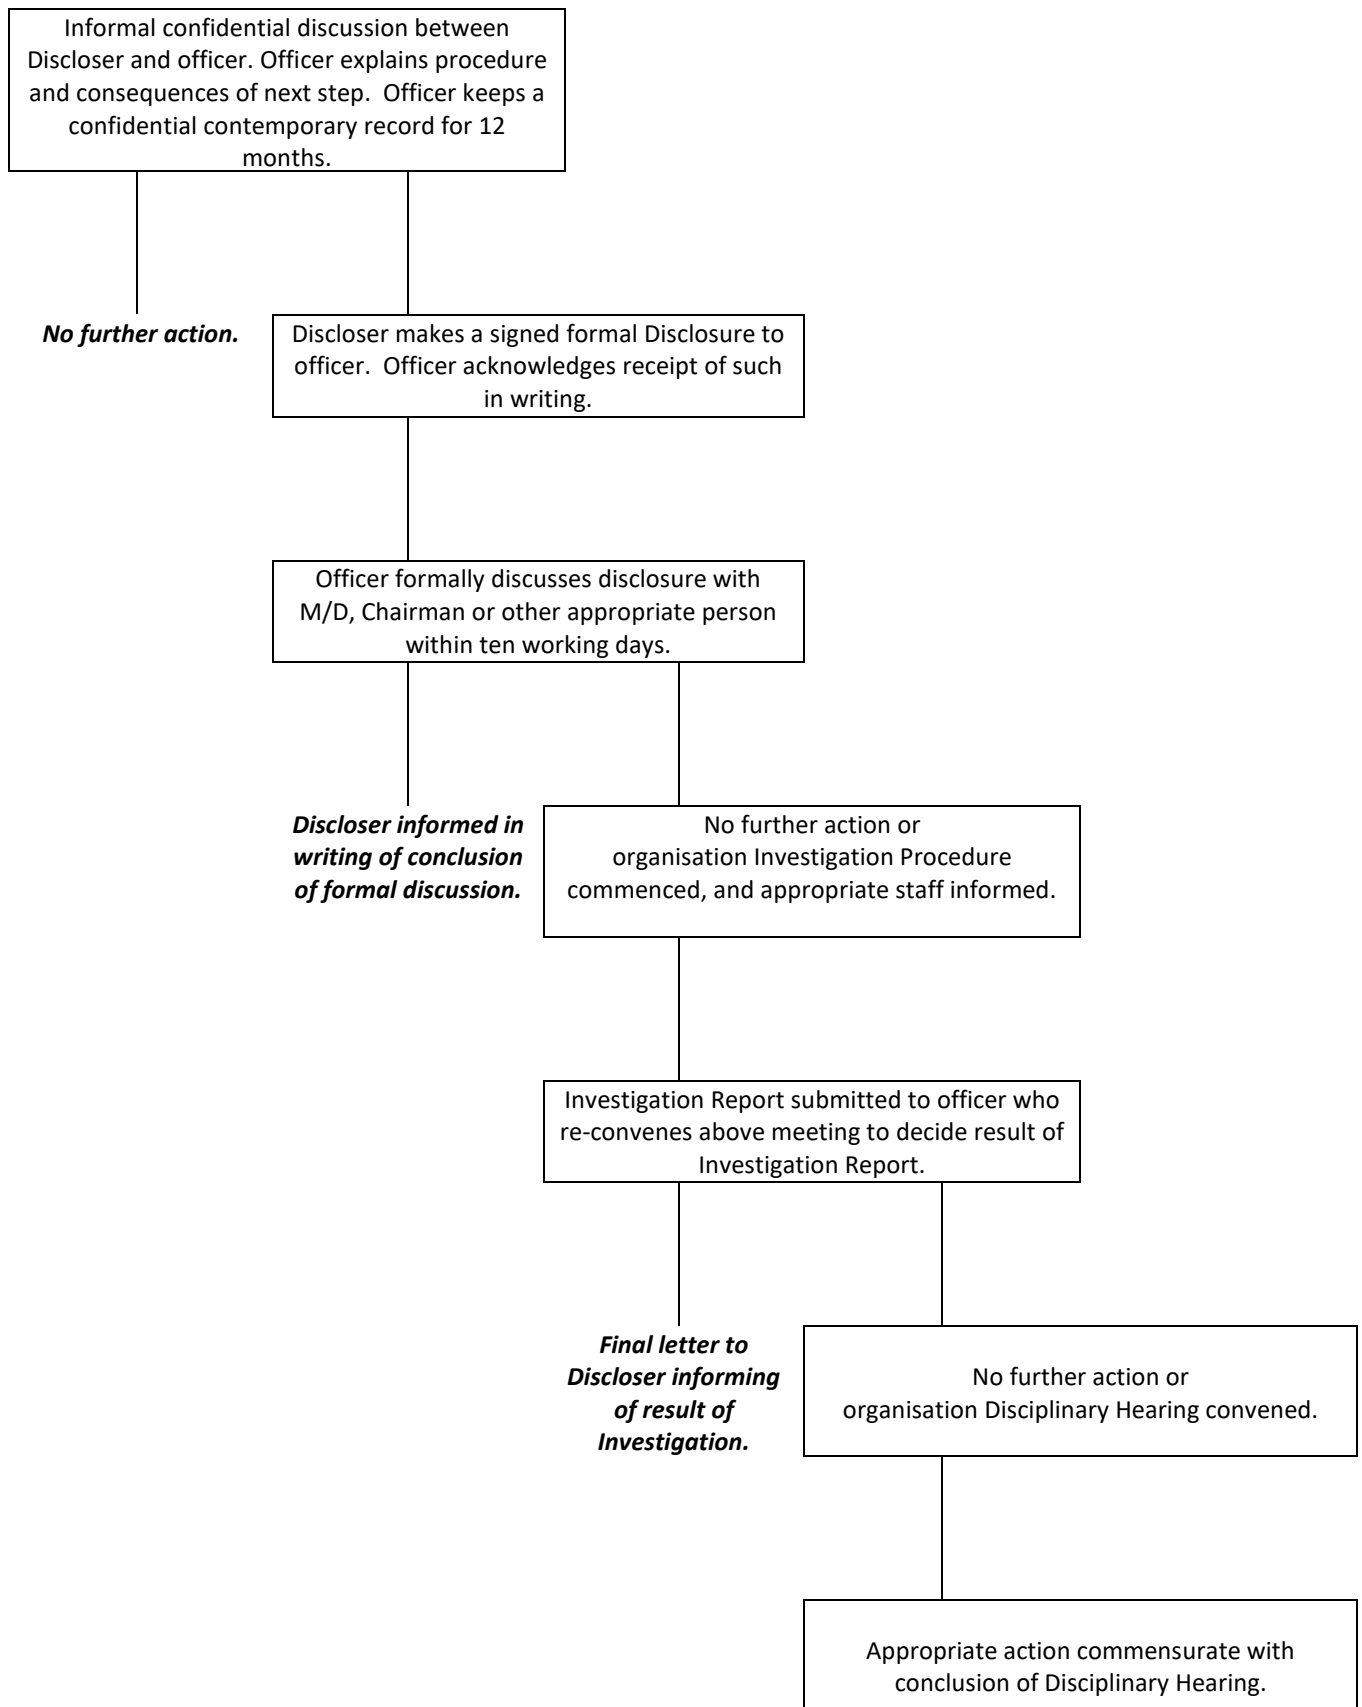 Informal confidential discussion between
Discloser and officer. Officer explains procedure
and consequences of next step.  Officer keeps a
confidential contemporary record for 12
months.
No further action.
Discloser makes a signed formal Disclosure to
officer.  Officer acknowledges receipt of such
in writing.
Officer formally discusses disclosure with
M/D, Chairman or other appropriate person
within ten working days.
Discloser informed in
writing of conclusion
of formal discussion.
No further action or
organisation Investigation Procedure
commenced, and appropriate staff informed.
Investigation Report submitted to officer who
re-convenes above meeting to decide result of
Investigation Report.
Final letter to
Discloser informing
of result of
Investigation.
No further action or
organisation Disciplinary Hearing convened.
Appropriate action commensurate with
conclusion of Disciplinary Hearing.